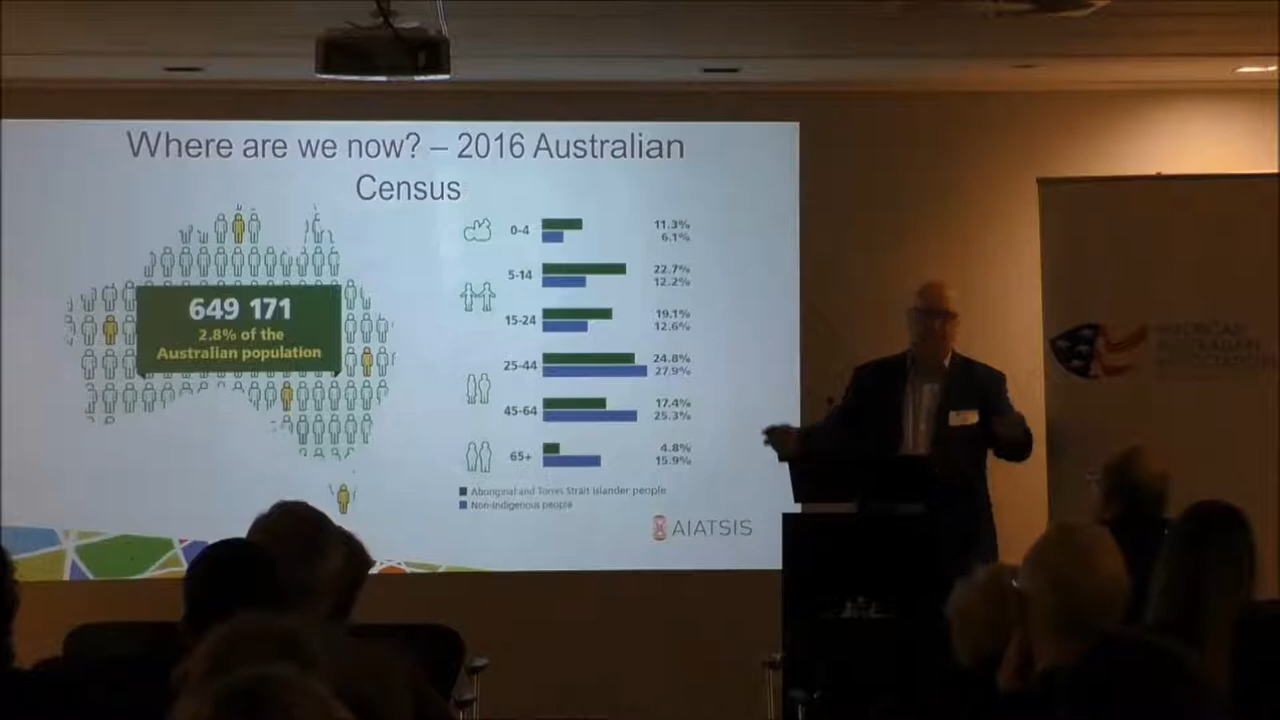 Where are we now? – 2016 Australian
Census
649 171
2.8% of the
Australian population
0-4
11.3%
6.1%
5-14
22.7%
12.2%
15-24
19.1%
12.6%
25-44
24.8%
27.9%
45-64
17.4%
25.3%
65+
4.8%
15.9%
Aboriginal and Torres Strait Islander people
Non-Indigenous people
AIATSIS
AMERICAN
AUSTRALIAN
ASSOCIATION